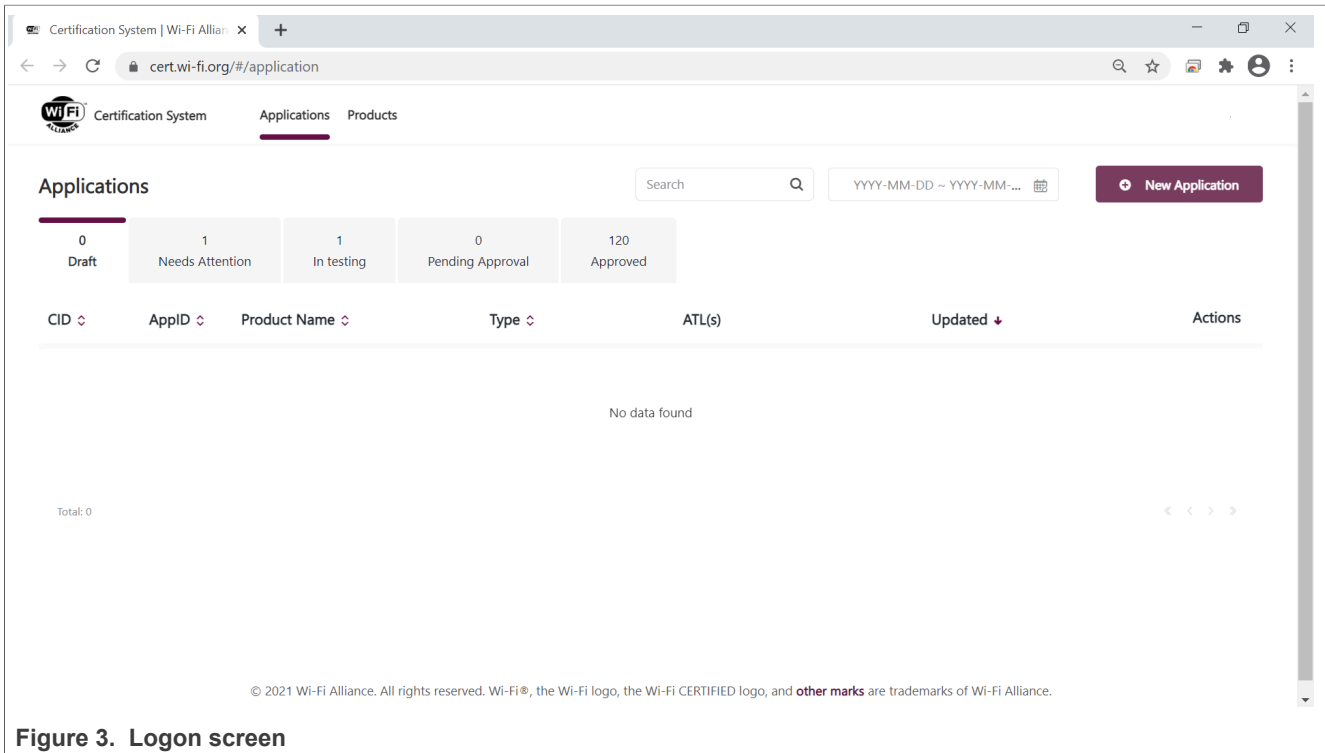 Certification System | Wi-Fi Allian
cert.wi-fi.org/#/application
Wi Fi ALLIANCE Certification System Applications Products
Applications Search YYYY-MM-DD ~ YYYY-MM-... New Application
0 1 1 0 120
Draft Needs Attention In testing Pending Approval Approved
CID AppID Product Name Type ATL(s) Updated Actions
No data found
Total: 0
© 2021 Wi-Fi Alliance. All rights reserved. Wi-Fi®, the Wi-Fi logo, the Wi-Fi CERTIFIED logo, and other marks are trademarks of Wi-Fi Alliance.
Figure 3. Logon screen